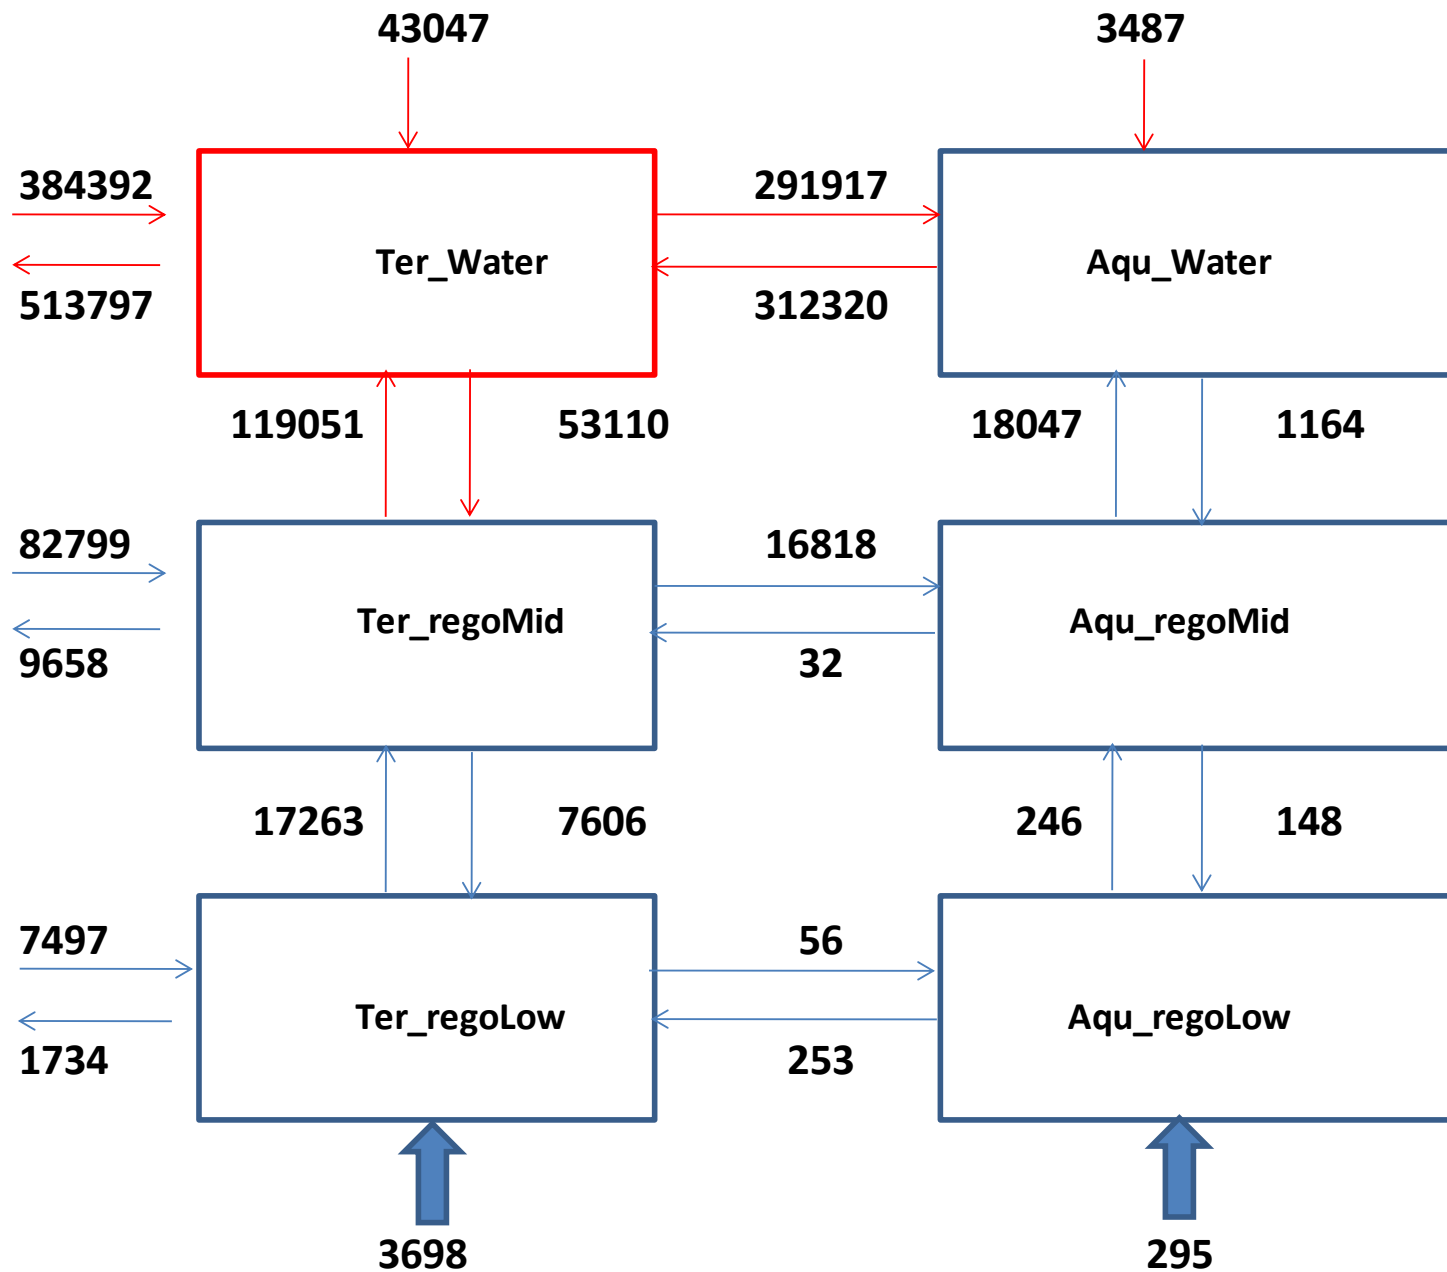 43047 3487
384392 291917
Ter_Water Aqu_Water
513797 312320
119051 53110 18047 1164
82799 16818
Ter_regoMid Aqu_regoMid
9658 32
17263 7606 246 148
7497 56
Ter_regoLow Aqu_regoLow
1734 253
3698 295